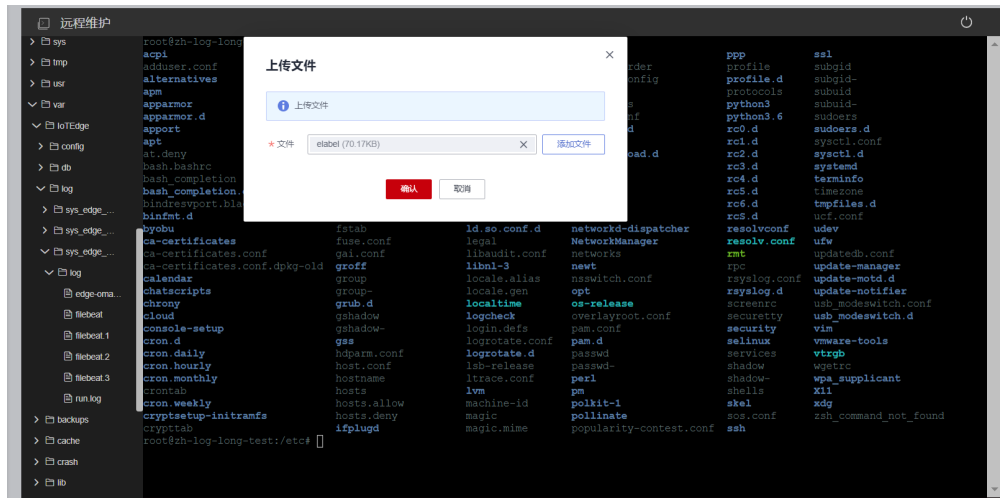 远程维护
sys
tmp
usr
var
IoTEdge
config
db
log
sys_edge_...
sys_edge_...
sys_edge_...
log
edge-oma...
filebeat
filebeat.1
filebeat.2
filebeat.3
run.log
backups
cache
crash
lib
上传文件
上传文件
* 文件 elabel (70.17KB) 添加文件
确认 取消
root@zh-log-long
acpi ppp ssl
adduser.conf rder profile subgid
alternatives onfig profile.d subgid-
apm protocols subuid
apparmor s python3 subuid-
apparmor.d nf python3.6 sudoers
apport d rc0.d sudoers.d
apt rc1.d sysctl.conf
at.deny oad.d rc2.d sysctl.d
bash.bashrc rc3.d systemd
bash_completion rc4.d terminfo
bash_completion. rc5.d timezone
bindresvport.bla rc6.d tmpfiles.d
binfmt.d rcS.d ucf.conf
byobu fstab ld.so.conf.d networkd-dispatcher resolvconf udev
ca-certificates fuse.conf legal NetworkManager resolv.conf ufw
ca-certificates.conf gai.conf libaudit.conf networks rmt updatedb.conf
ca-certificates.conf.dpkg-old groff libnl-3 newt rpc update-manager
calendar group locale.alias nsswitch.conf rsyslog.conf update-motd.d
chatscripts group- locale.gen opt rsyslog.d update-notifier
chrony grub.d localtime os-release screenrc usb_modeswitch.conf
cloud gshadow logcheck overlayroot.conf securetty usb_modeswitch.d
console-setup gshadow- login.defs pam.conf security vim
cron.d gss logrotate.conf pam.d selinux vmware-tools
cron.daily hdparm.conf logrotate.d passwd services vtrgb
cron.hourly host.conf lsb-release passwd- shadow wgetrc
cron.monthly hostname ltrace.conf perl shadow- wpa_supplicant
crontab hosts lvm pm shells X11
cron.weekly hosts.allow machine-id polkit-1 skel xdg
cryptsetup-initramfs hosts.deny magic pollinate sos.conf zsh_command_not_found
crypttab ifplugd magic.mime popularity-contest.conf ssh
root@zh-log-long-test:/etc#